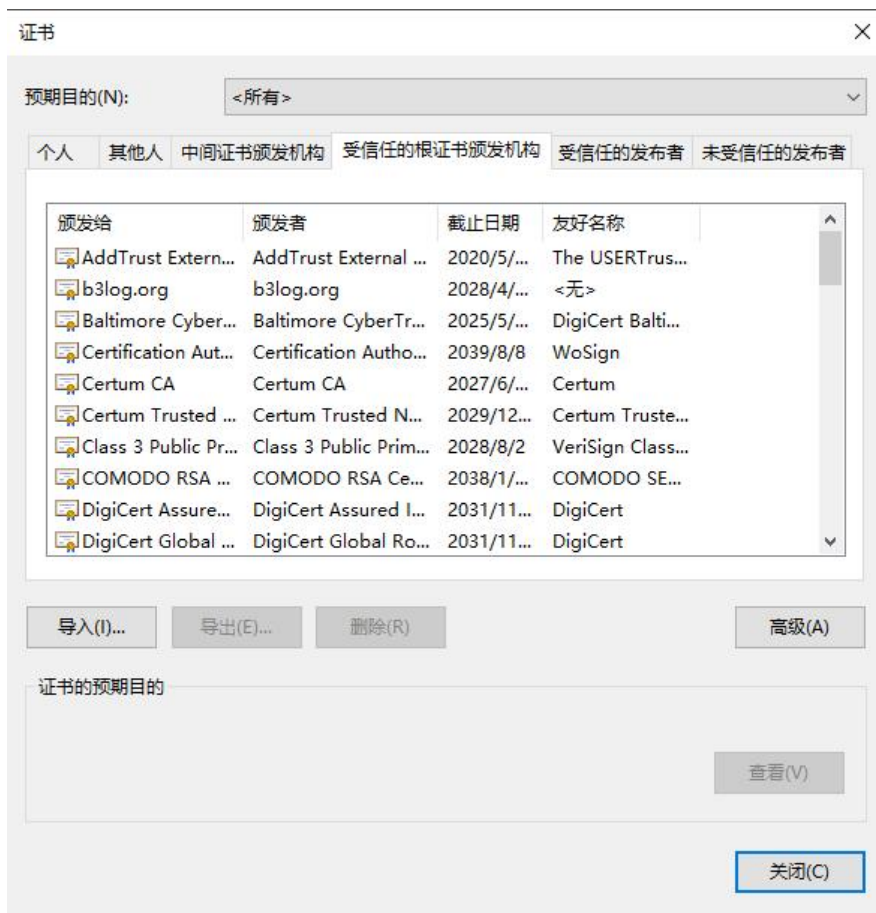 证书
预期目的(N): <所有>
个人 其他人 中间证书颁发机构 受信任的根证书颁发机构 受信任的发布者 未受信任的发布者
颁发给 颁发者 截止日期 友好名称
AddTrust Extern... AddTrust External ... 2020/5/... The USERTrus...
b3log.org b3log.org 2028/4/... <无>
Baltimore Cyber... Baltimore CyberTr... 2025/5/... DigiCert Balti...
Certification Aut... Certification Autho... 2039/8/8 WoSign
Certum CA Certum CA 2027/6/... Certum
Certum Trusted ... Certum Trusted N... 2029/12... Certum Truste...
Class 3 Public Pr... Class 3 Public Prim... 2028/8/2 VeriSign Class...
COMODO RSA ... COMODO RSA Ce... 2038/1/... COMODO SE...
DigiCert Assure... DigiCert Assured I... 2031/11... DigiCert
DigiCert Global ... DigiCert Global Ro... 2031/11... DigiCert
导入(I)... 导出(E)... 删除(R) 高级(A)
证书的预期目的
查看(V)
关闭(C)